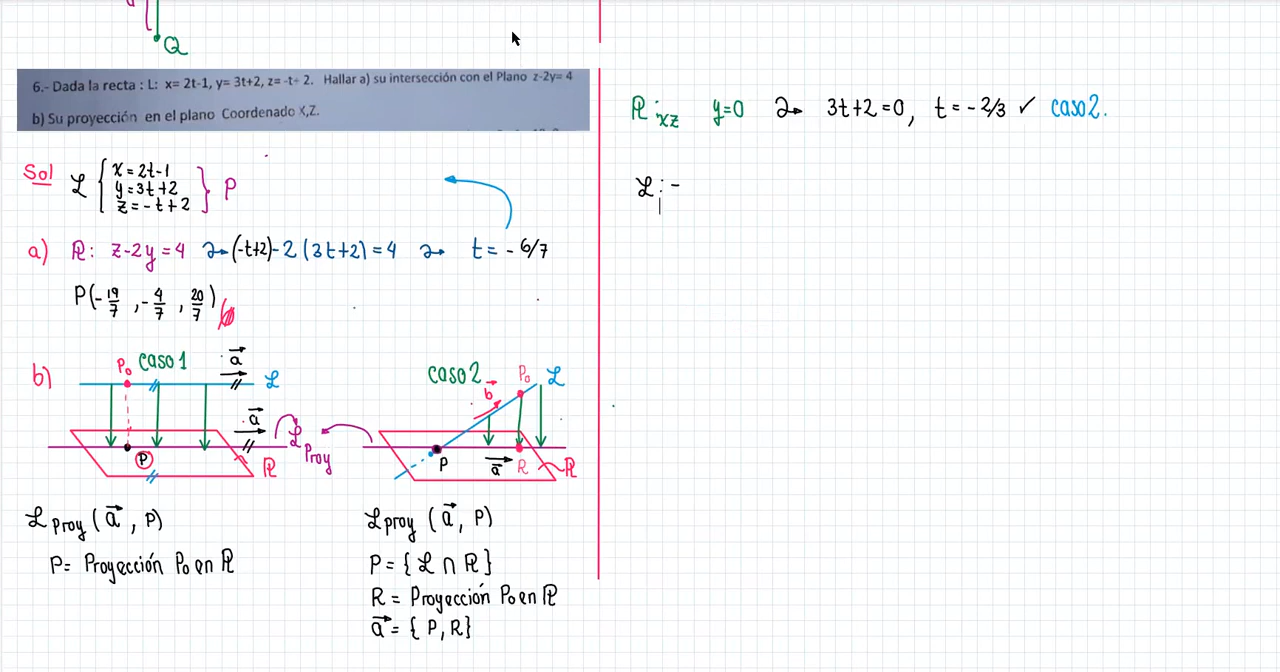 Q
6.- Dada la recta : L: x= 2t-1, y= 3t+2, z= -t+ 2. Hallar a) su intersección con el Plano z-2y= 4
b) Su proyección en el plano Coordenado X,Z.
Sol ℒ { x = 2t-1
y = 3t+2
z = -t+2 } P
a) ℝ: z-2y = 4 ⇒ (-t+2)-2(3t+2) = 4 ⇒ t = -6/7
P(-19/7, -4/7, 20/7)
b) P₀ caso 1 a⃗ ℒ
a⃗ ℒ Proy
P ℝ
ℒ Proy (a⃗, P)
P = Proyección P₀ en ℝ
caso 2 b⃗ P₀ ℒ
P a⃗ R ℝ
ℒ proy (a⃗, P)
P = {ℒ ∩ ℝ}
R = Proyección P₀ en ℝ
a⃗ = {P, R}
ℝ: xz y=0 ⇒ 3t+2 =0, t = -2/3 ✓ caso 2.
ℒ: -